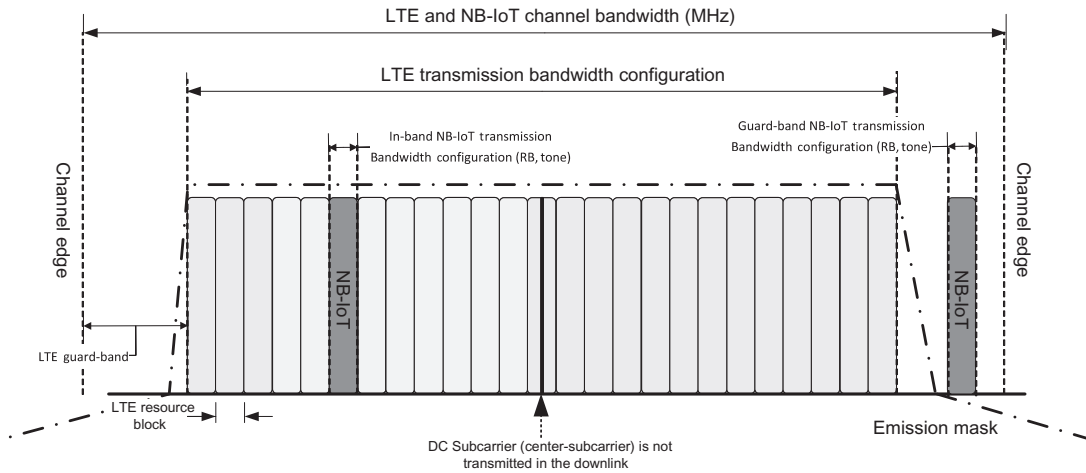 LTE and NB-IoT channel bandwidth (MHz)
LTE transmission bandwidth configuration
In-band NB-IoT transmission
Bandwidth configuration (RB, tone)
Guard-band NB-IoT transmission
Bandwidth configuration (RB, tone)
Channel edge
Channel edge
NB-IoT
NB-IoT
LTE guard-band
LTE resource
block
DC Subcarrier (center-subcarrier) is not
transmitted in the downlink
Emission mask